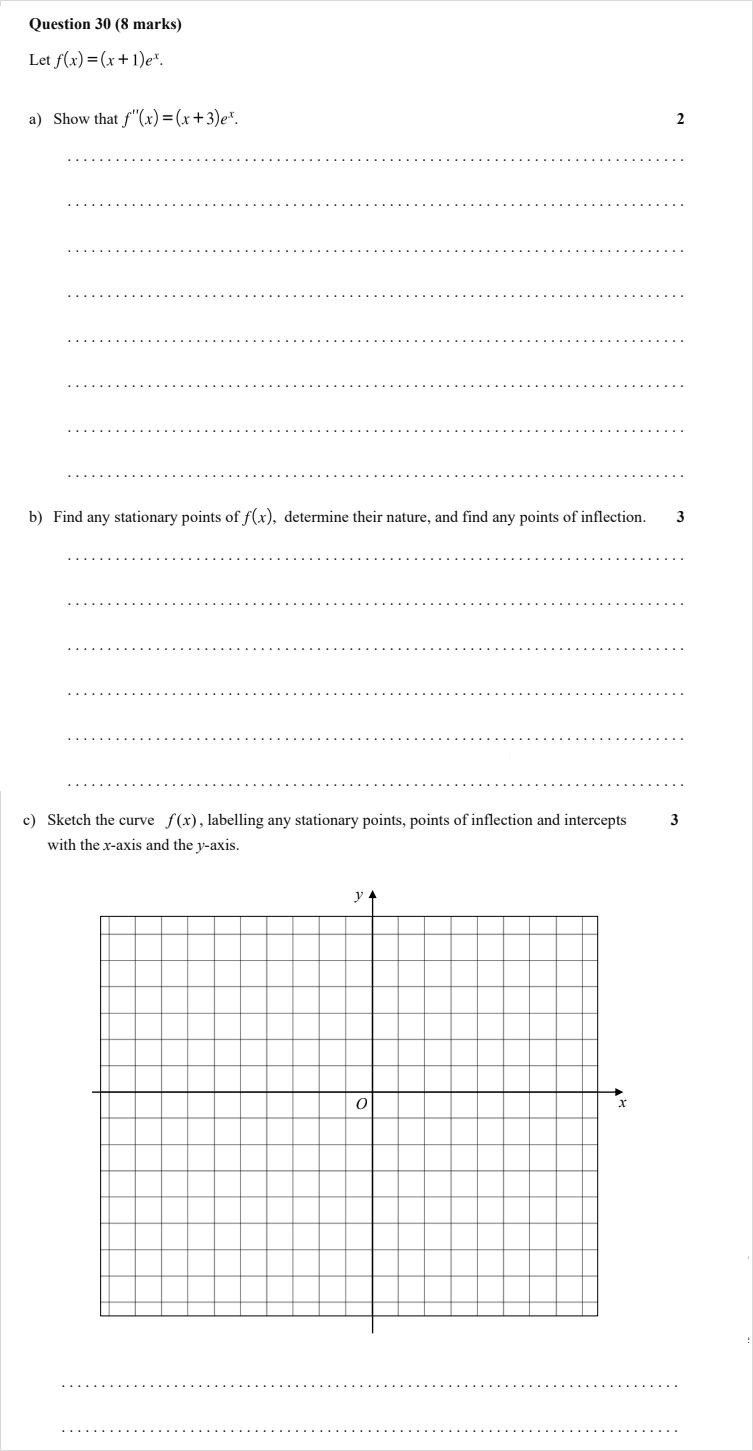 Question 30 (8 marks)
Let f(x)=(x+1)eˣ.
a) Show that f''(x)=(x+3)eˣ. 2
b) Find any stationary points of f(x), determine their nature, and find any points of inflection. 3
c) Sketch the curve f(x), labelling any stationary points, points of inflection and intercepts 3
with the x-axis and the y-axis.
y
O
x